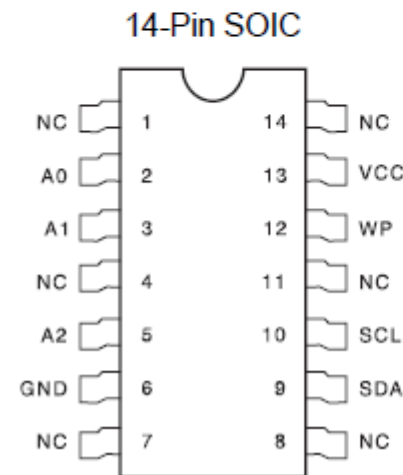 14-Pin SOIC
NC 1 14 NC
A0 2 13 VCC
A1 3 12 WP
NC 4 11 NC
A2 5 10 SCL
GND 6 9 SDA
NC 7 8 NC